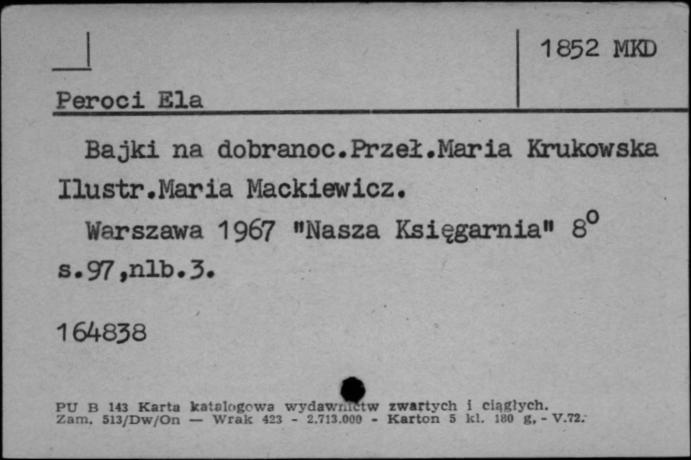 1852 MKD
Peroci Ela
Bajki na dobranoc.Przeł.Maria Krukowska
Ilustr.Maria Mackiewicz.
Warszawa 1967 "Nasza Księgarnia" 8⁰
s.97,nlb.3.
164838
PU B 143 Karta katalogowa wydawnictw zwartych i ciągłych.
Zam. 513/Dw/On — Wrak 423 - 2.713.000 - Karton 5 kl. 180 g. - V.72.